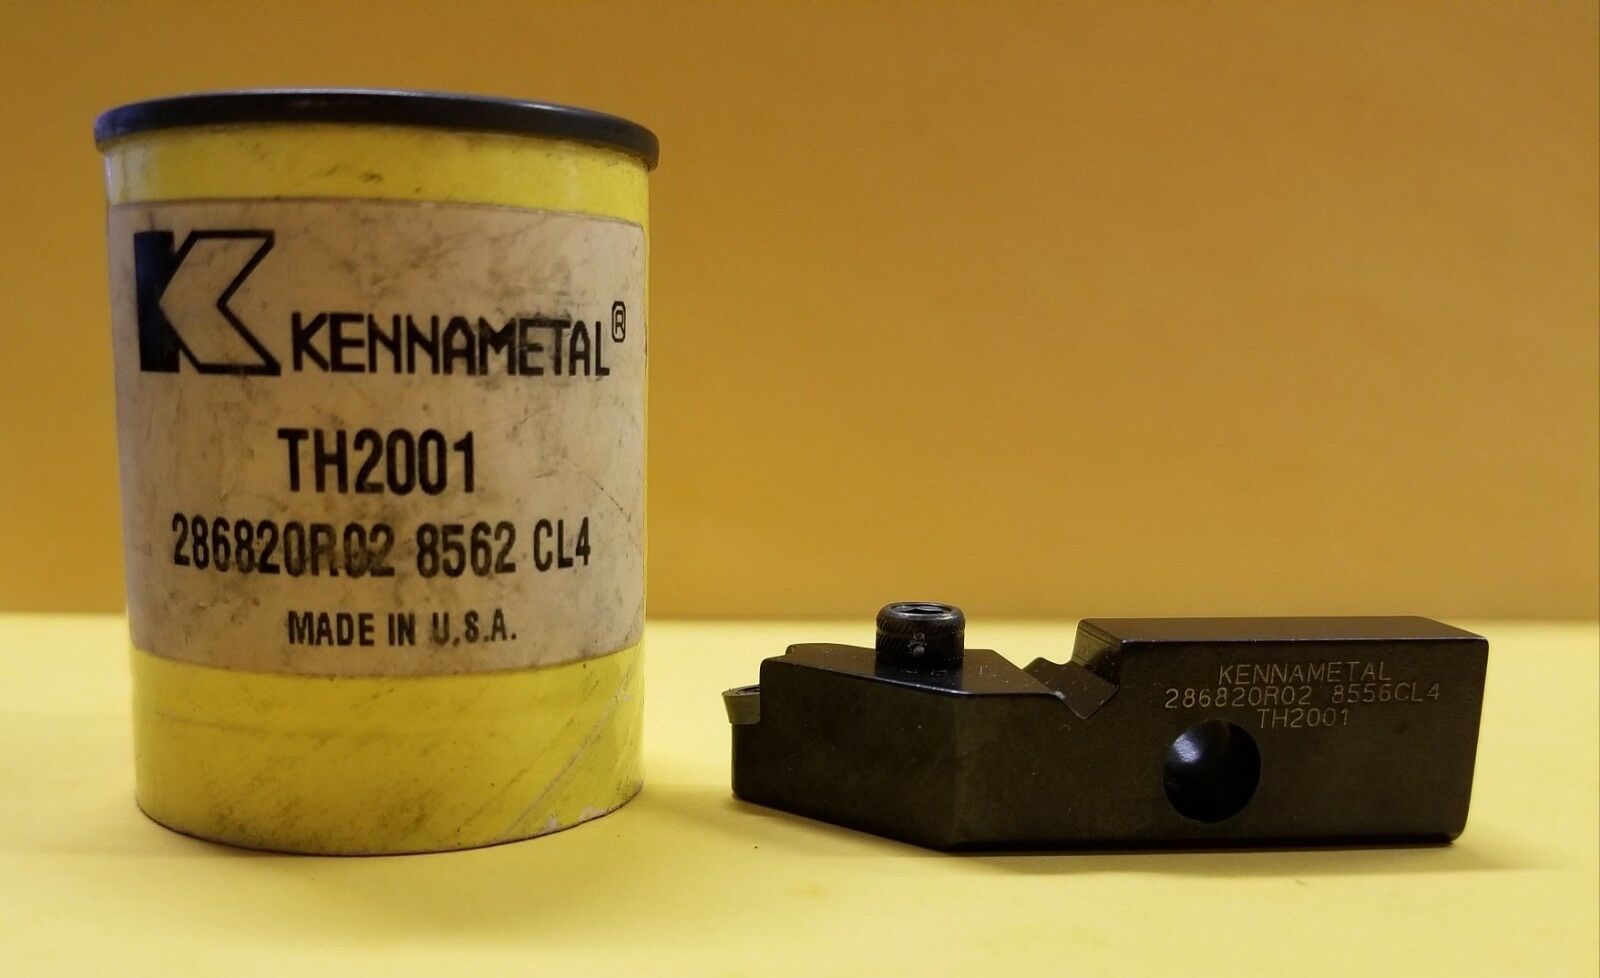 KENNAMETAL®
TH2001
286820R02 8562 CL4
MADE IN U.S.A.
KENNAMETAL
286820R02 8556CL4
TH2001